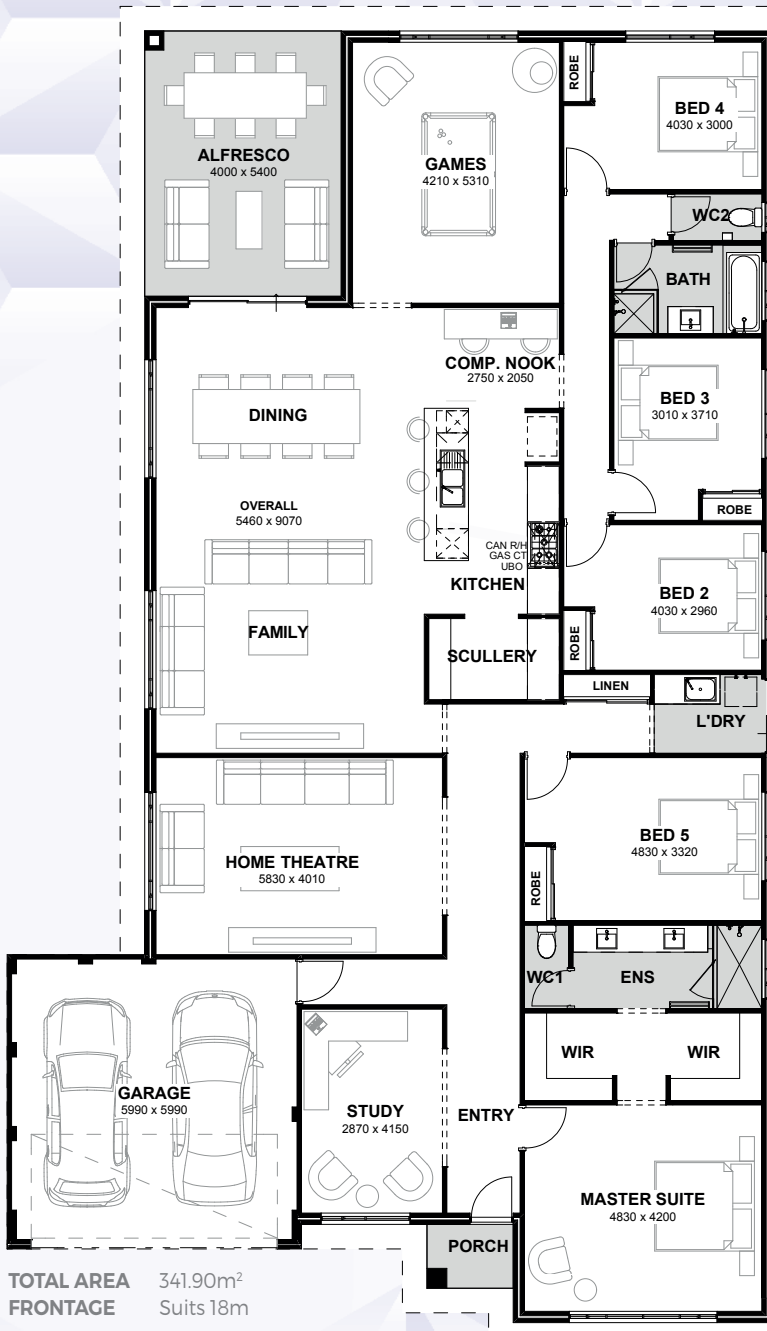 ROBE
BED 4
4030 x 3000
ALFRESCO
4000 x 5400
GAMES
4210 x 5310
WC2
BATH
COMP. NOOK
2750 x 2050
BED 3
3010 x 3710
DINING
OVERALL
5460 x 9070
ROBE
CAN R/H
GAS CT
UBO
KITCHEN
BED 2
4030 x 2960
FAMILY
SCULLERY
ROBE
LINEN
L'DRY
BED 5
4830 x 3320
HOME THEATRE
5830 x 4010
ROBE
WC1
ENS
WIR
WIR
GARAGE
5990 x 5990
STUDY
2870 x 4150
ENTRY
MASTER SUITE
4830 x 4200
PORCH
TOTAL AREA 341.90m²
FRONTAGE Suits 18m